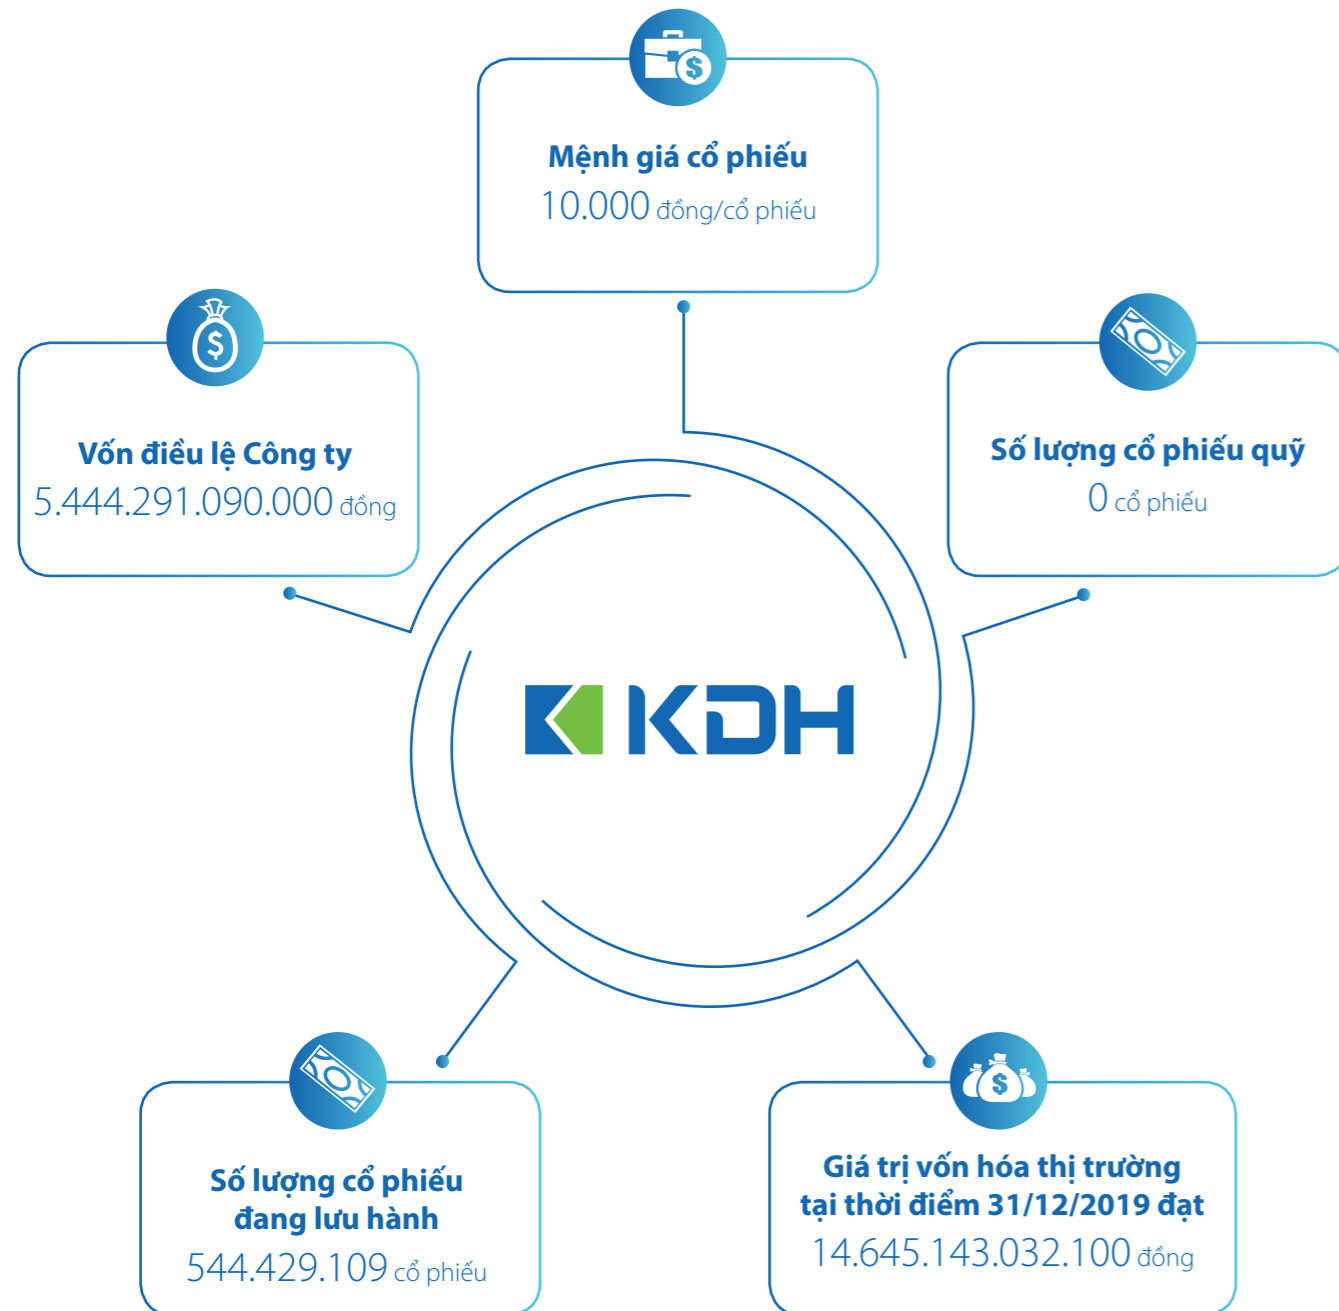 Mệnh giá cổ phiếu
10.000 đồng/cổ phiếu
Vốn điều lệ Công ty
5.444.291.090.000 đồng
Số lượng cổ phiếu quỹ
0 cổ phiếu
KDH
Số lượng cổ phiếu
đang lưu hành
544.429.109 cổ phiếu
Giá trị vốn hóa thị trường
tại thời điểm 31/12/2019 đạt
14.645.143.032.100 đồng